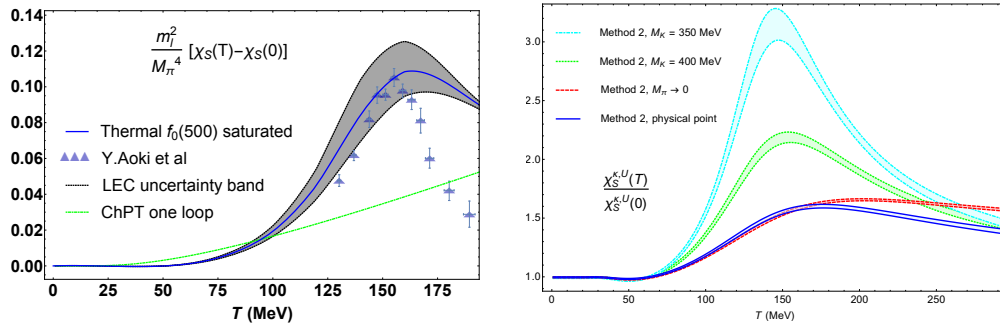 0.14
0.12
0.10
0.08
0.06
0.04
0.02
0.00
m_l^2 / M_π^4 [χ_S(T)−χ_S(0)]
Thermal f_0(500) saturated
Y.Aoki et al
LEC uncertainty band
ChPT one loop
0 25 50 75 100 125 150 175
T (MeV)
3.0
2.5
2.0
1.5
1.0
Method 2, M_K = 350 MeV
Method 2, M_K = 400 MeV
Method 2, M_π → 0
Method 2, physical point
χ_S^{κ,U}(T) / χ_S^{κ,U}(0)
0 50 100 150 200 250
T (MeV)